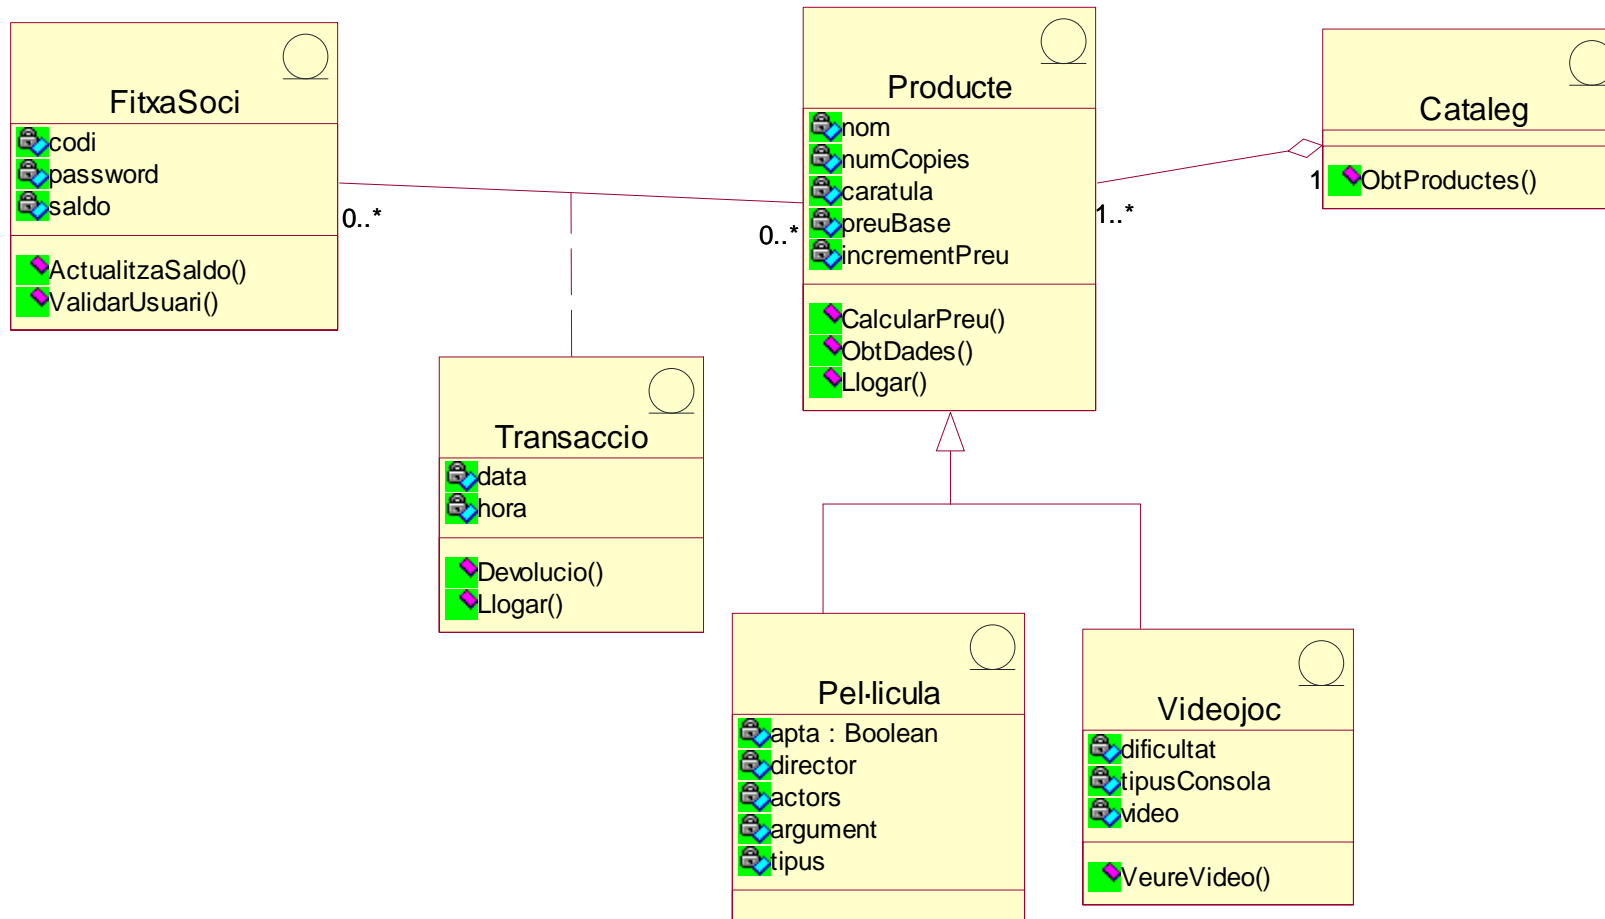 FitxaSoci
codi
password
saldo
ActualitzaSaldo()
ValidarUsuari()
0..*
0..*
Producte
nom
numCopies
caratula
preuBase
incrementPreu
CalcularPreu()
ObtDades()
Llogar()
1..*
1
Cataleg
ObtProductes()
Transaccio
data
hora
Devolucio()
Llogar()
Pel·licula
apta : Boolean
director
actors
argument
tipus
Videojoc
dificultat
tipusConsola
video
VeureVideo()